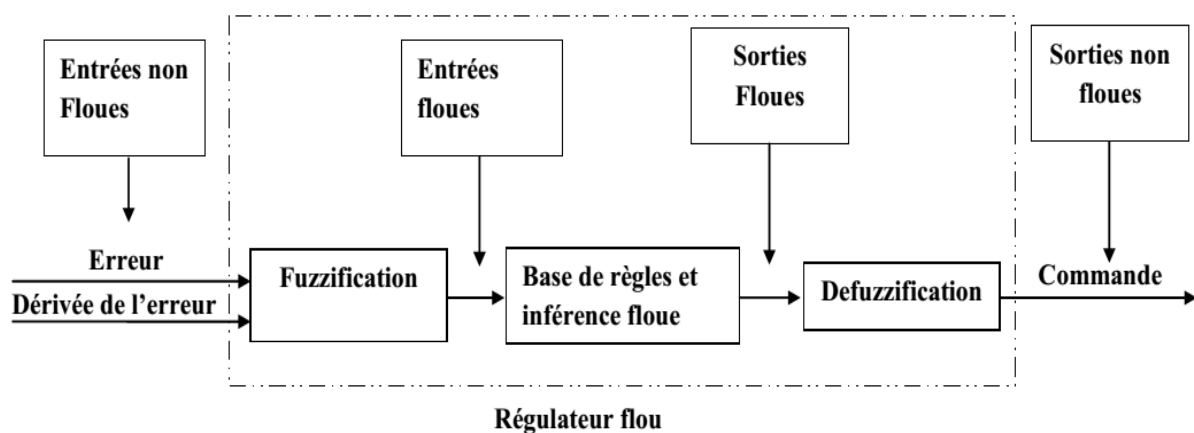 Entrées non
Floues
Entrées
floues
Sorties
Floues
Sorties non
floues
Erreur
Dérivée de l'erreur
Fuzzification
Base de règles et
inférence floue
Defuzzification
Commande
Régulateur flou